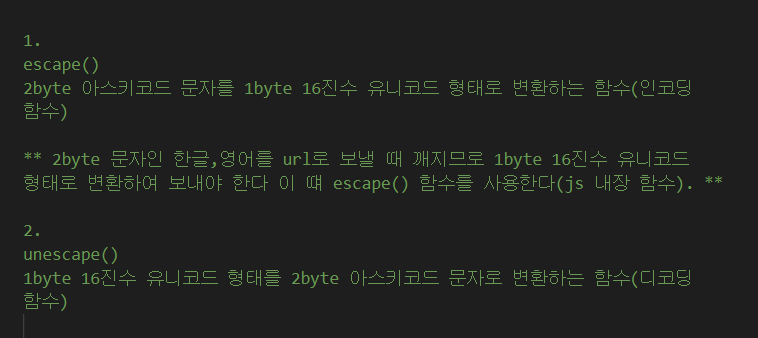 1.
escape()
2byte 아스키코드 문자를 1byte 16진수 유니코드 형태로 변환하는 함수(인코딩
함수)
** 2byte 문자인 한글,영어를 url로 보낼 때 깨지므로 1byte 16진수 유니코드
형태로 변환하여 보내야 한다 이 떄 escape() 함수를 사용한다(js 내장 함수). **
2.
unescape()
1byte 16진수 유니코드 형태를 2byte 아스키코드 문자로 변환하는 함수(디코딩
함수)